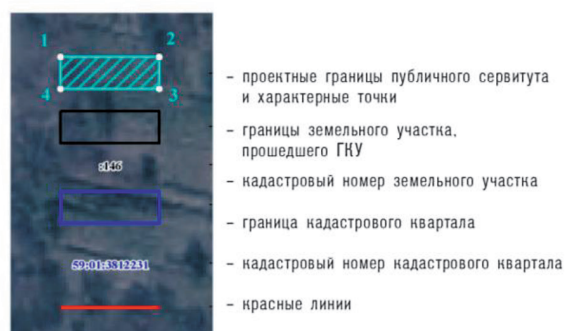 1 2
4 3
– проектные границы публичного сервитута
и характерные точки
– границы земельного участка,
прошедшего ГКУ
:146
– кадастровый номер земельного участка
– граница кадастрового квартала
59:01:3812231
– кадастровый номер кадастрового квартала
– красные линии